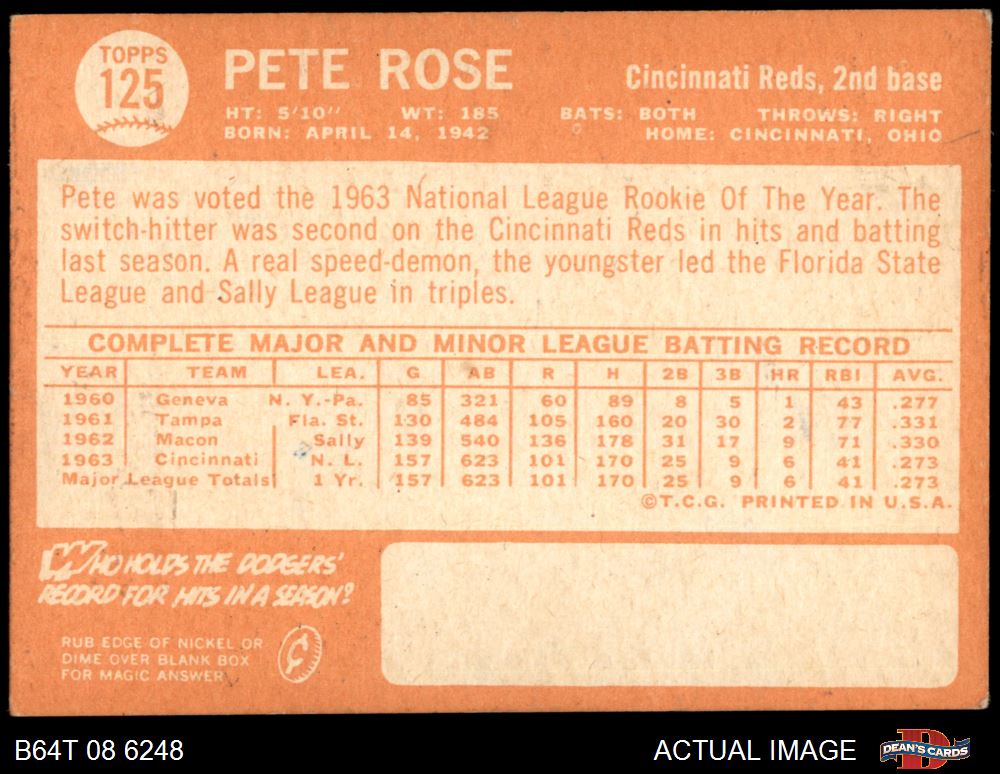 TOPPS
125
PETE ROSE
Cincinnati Reds, 2nd base
HT: 5'10" WT: 185 BATS: BOTH THROWS: RIGHT
BORN: APRIL 14, 1942 HOME: CINCINNATI, OHIO
Pete was voted the 1963 National League Rookie Of The Year. The
switch-hitter was second on the Cincinnati Reds in hits and batting
last season. A real speed-demon, the youngster led the Florida State
League and Sally League in triples.
COMPLETE MAJOR AND MINOR LEAGUE BATTING RECORD
YEAR TEAM LEA. G AB R H 2B 3B HR RBI AVG.
1960 Geneva N. Y.-Pa. 85 321 60 89 8 5 1 43 .277
1961 Tampa Fla. St. 130 484 105 160 20 30 2 77 .331
1962 Macon Sally 139 540 136 178 31 17 9 71 .330
1963 Cincinnati N. L. 157 623 101 170 25 9 6 41 .273
Major League Totals 1 Yr. 157 623 101 170 25 9 6 41 .273
©T.C.G. PRINTED IN U.S.A.
WHO HOLDS THE DODGERS'
RECORD FOR HITS IN A SEASON?
RUB EDGE OF NICKEL OR
DIME OVER BLANK BOX
FOR MAGIC ANSWER
¢
B64T 08 6248
ACTUAL IMAGE
D
DEAN'S CARDS